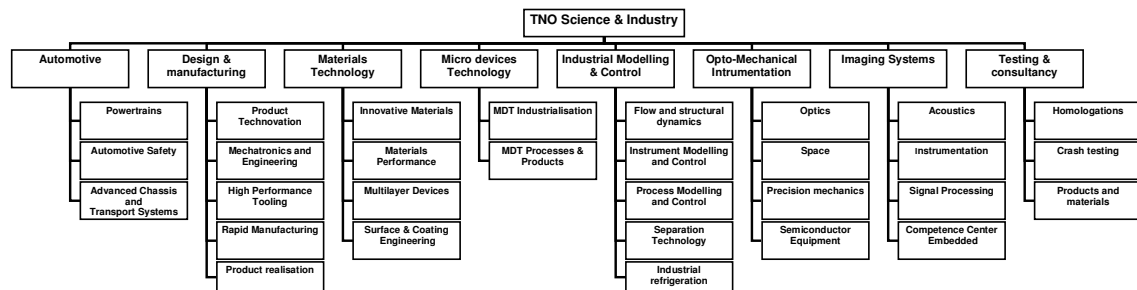 TNO Science & Industry
Automotive
Design &
manufacturing
Materials
Technology
Micro devices
Technology
Industrial Modelling
& Control
Opto-Mechanical
Intrumentation
Imaging Systems
Testing &
consultancy
Powertrains
Automotive Safety
Advanced Chassis
and
Transport Systems
Product
Technovation
Mechatronics and
Engineering
High Performance
Tooling
Rapid Manufacturing
Product realisation
Innovative Materials
Materials
Performance
Multilayer Devices
Surface & Coating
Engineering
MDT Industrialisation
MDT Processes &
Products
Flow and structural
dynamics
Instrument Modelling
and Control
Process Modelling
and Control
Separation
Technology
Industrial
refrigeration
Optics
Space
Precision mechanics
Semiconductor
Equipment
Acoustics
Instrumentation
Signal Processing
Competence Center
Embedded
Homologations
Crash testing
Products and
materials